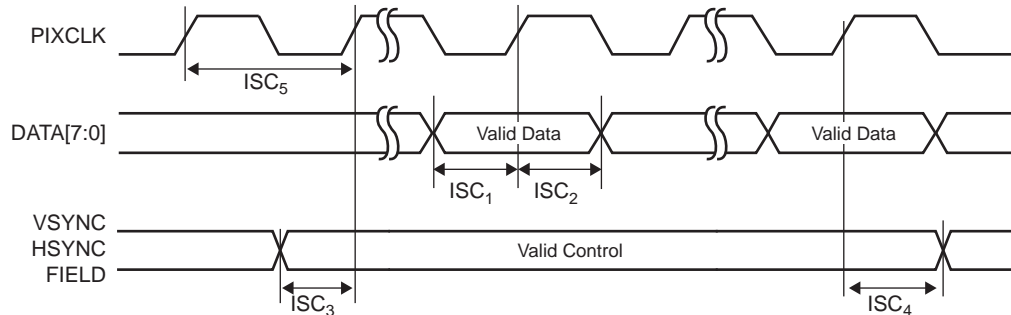 PIXCLK
ISC5
DATA[7:0]
Valid Data
Valid Data
ISC1
ISC2
VSYNC
HSYNC
FIELD
Valid Control
ISC3
ISC4